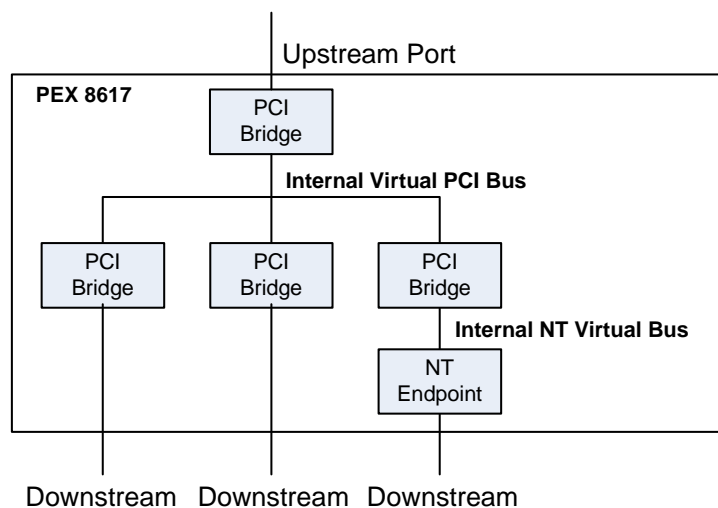 Upstream Port
PEX 8617
PCI
Bridge
Internal Virtual PCI Bus
PCI
Bridge
PCI
Bridge
PCI
Bridge
Internal NT Virtual Bus
NT
Endpoint
Downstream Downstream Downstream